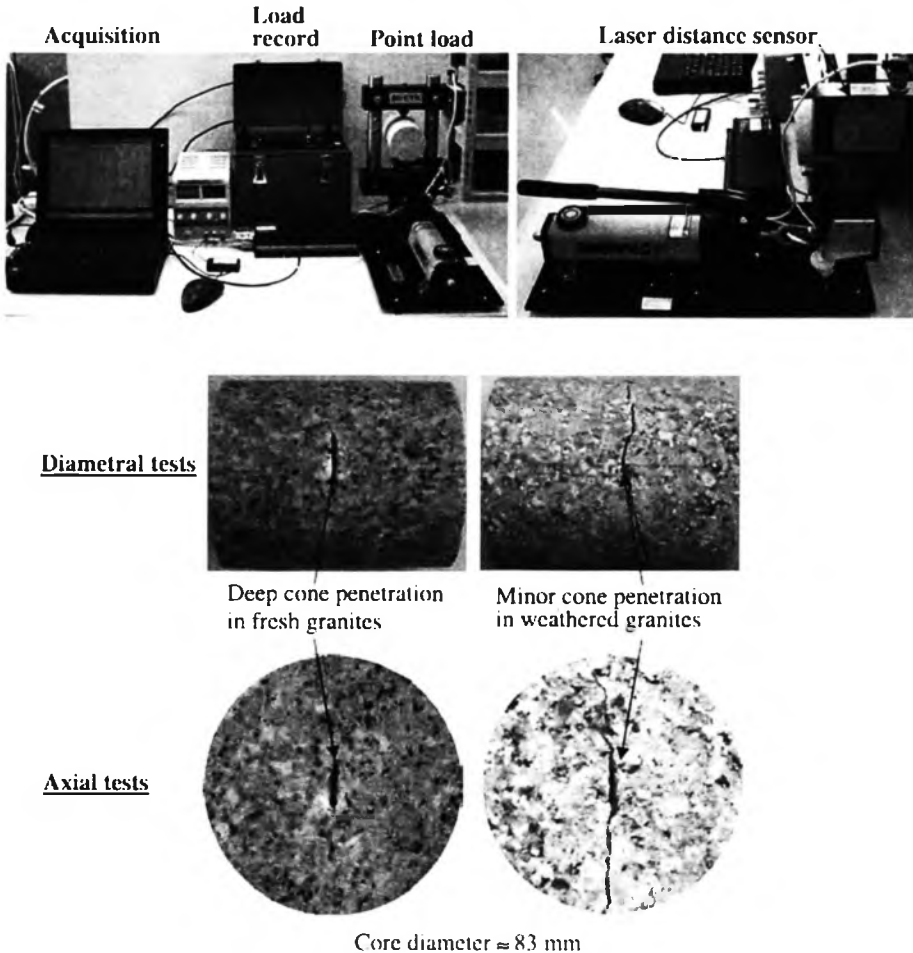 Acquisition
Load
record
Point load
Laser distance sensor
Diametral tests
Deep cone penetration
in fresh granites
Minor cone penetration
in weathered granites
Axial tests
Core diameter ≈ 83 mm